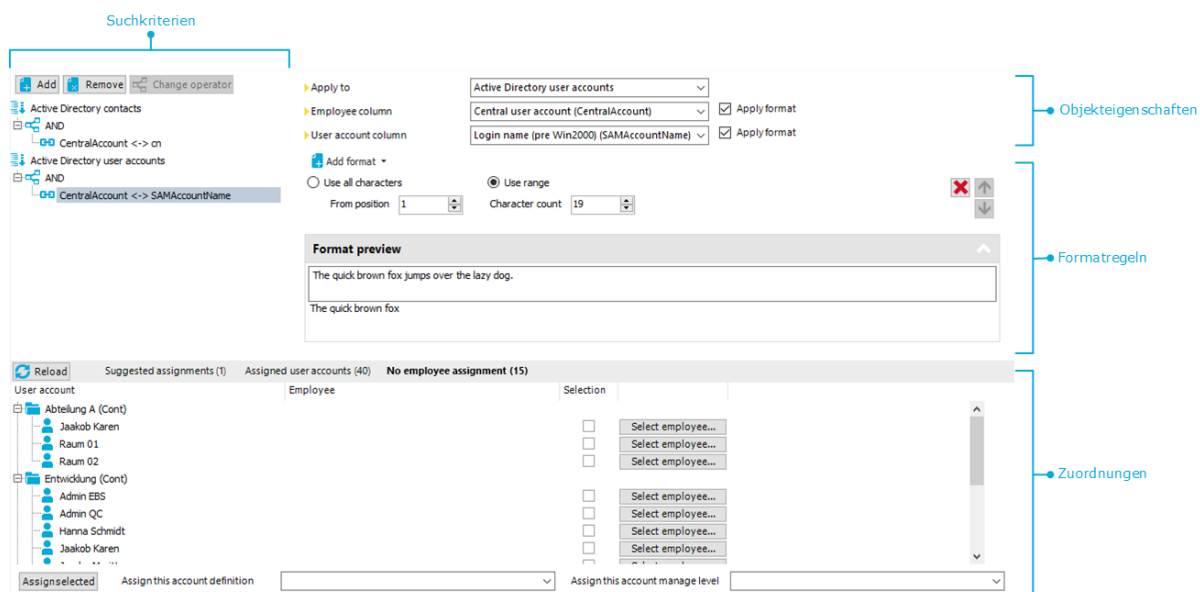 Suchkriterien
Add Remove Change operator
Active Directory contacts
AND
CentralAccount <-> cn
Active Directory user accounts
AND
CentralAccount <-> SAMAccountName
Apply to Active Directory user accounts
Employee column Central user account (CentralAccount) Apply format
User account column Login name (pre Win2000) (SAMAccountName) Apply format
Objekteigenschaften
Add format
Use all characters Use range
From position 1 Character count 19
Format preview
The quick brown fox jumps over the lazy dog.
The quick brown fox
Formatregeln
Reload Suggested assignments (1) Assigned user accounts (40) No employee assignment (15)
User account Employee Selection
Abteilung A (Cont)
Jaakob Karen Select employee...
Raum 01 Select employee...
Raum 02 Select employee...
Entwicklung (Cont)
Admin EBS Select employee...
Admin QC Select employee...
Hanna Schmidt Select employee...
Jaakob Karen Select employee...
Zuordnungen
Assign selected Assign this account definition Assign this account manage level